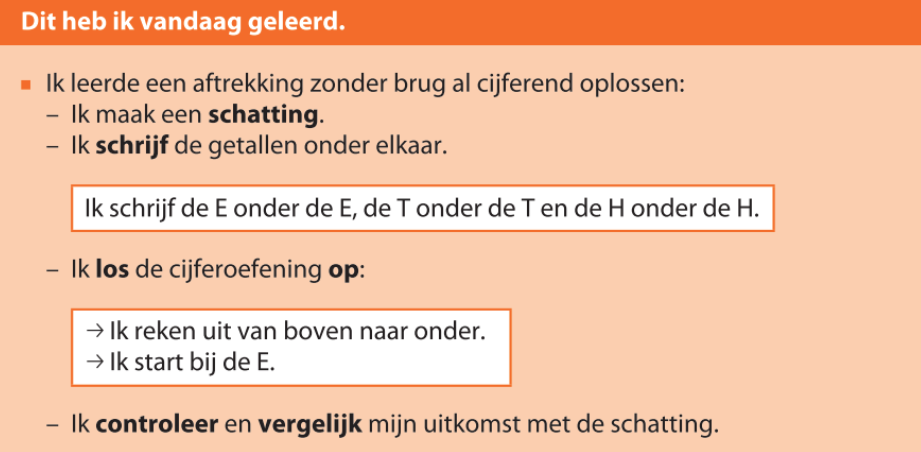 Dit heb ik vandaag geleerd.
▪ Ik leerde een aftrekking zonder brug al cijferend oplossen:
– Ik maak een schatting.
– Ik schrijf de getallen onder elkaar.
Ik schrijf de E onder de E, de T onder de T en de H onder de H.
– Ik los de cijferoefening op:
→ Ik reken uit van boven naar onder.
→ Ik start bij de E.
– Ik controleer en vergelijk mijn uitkomst met de schatting.